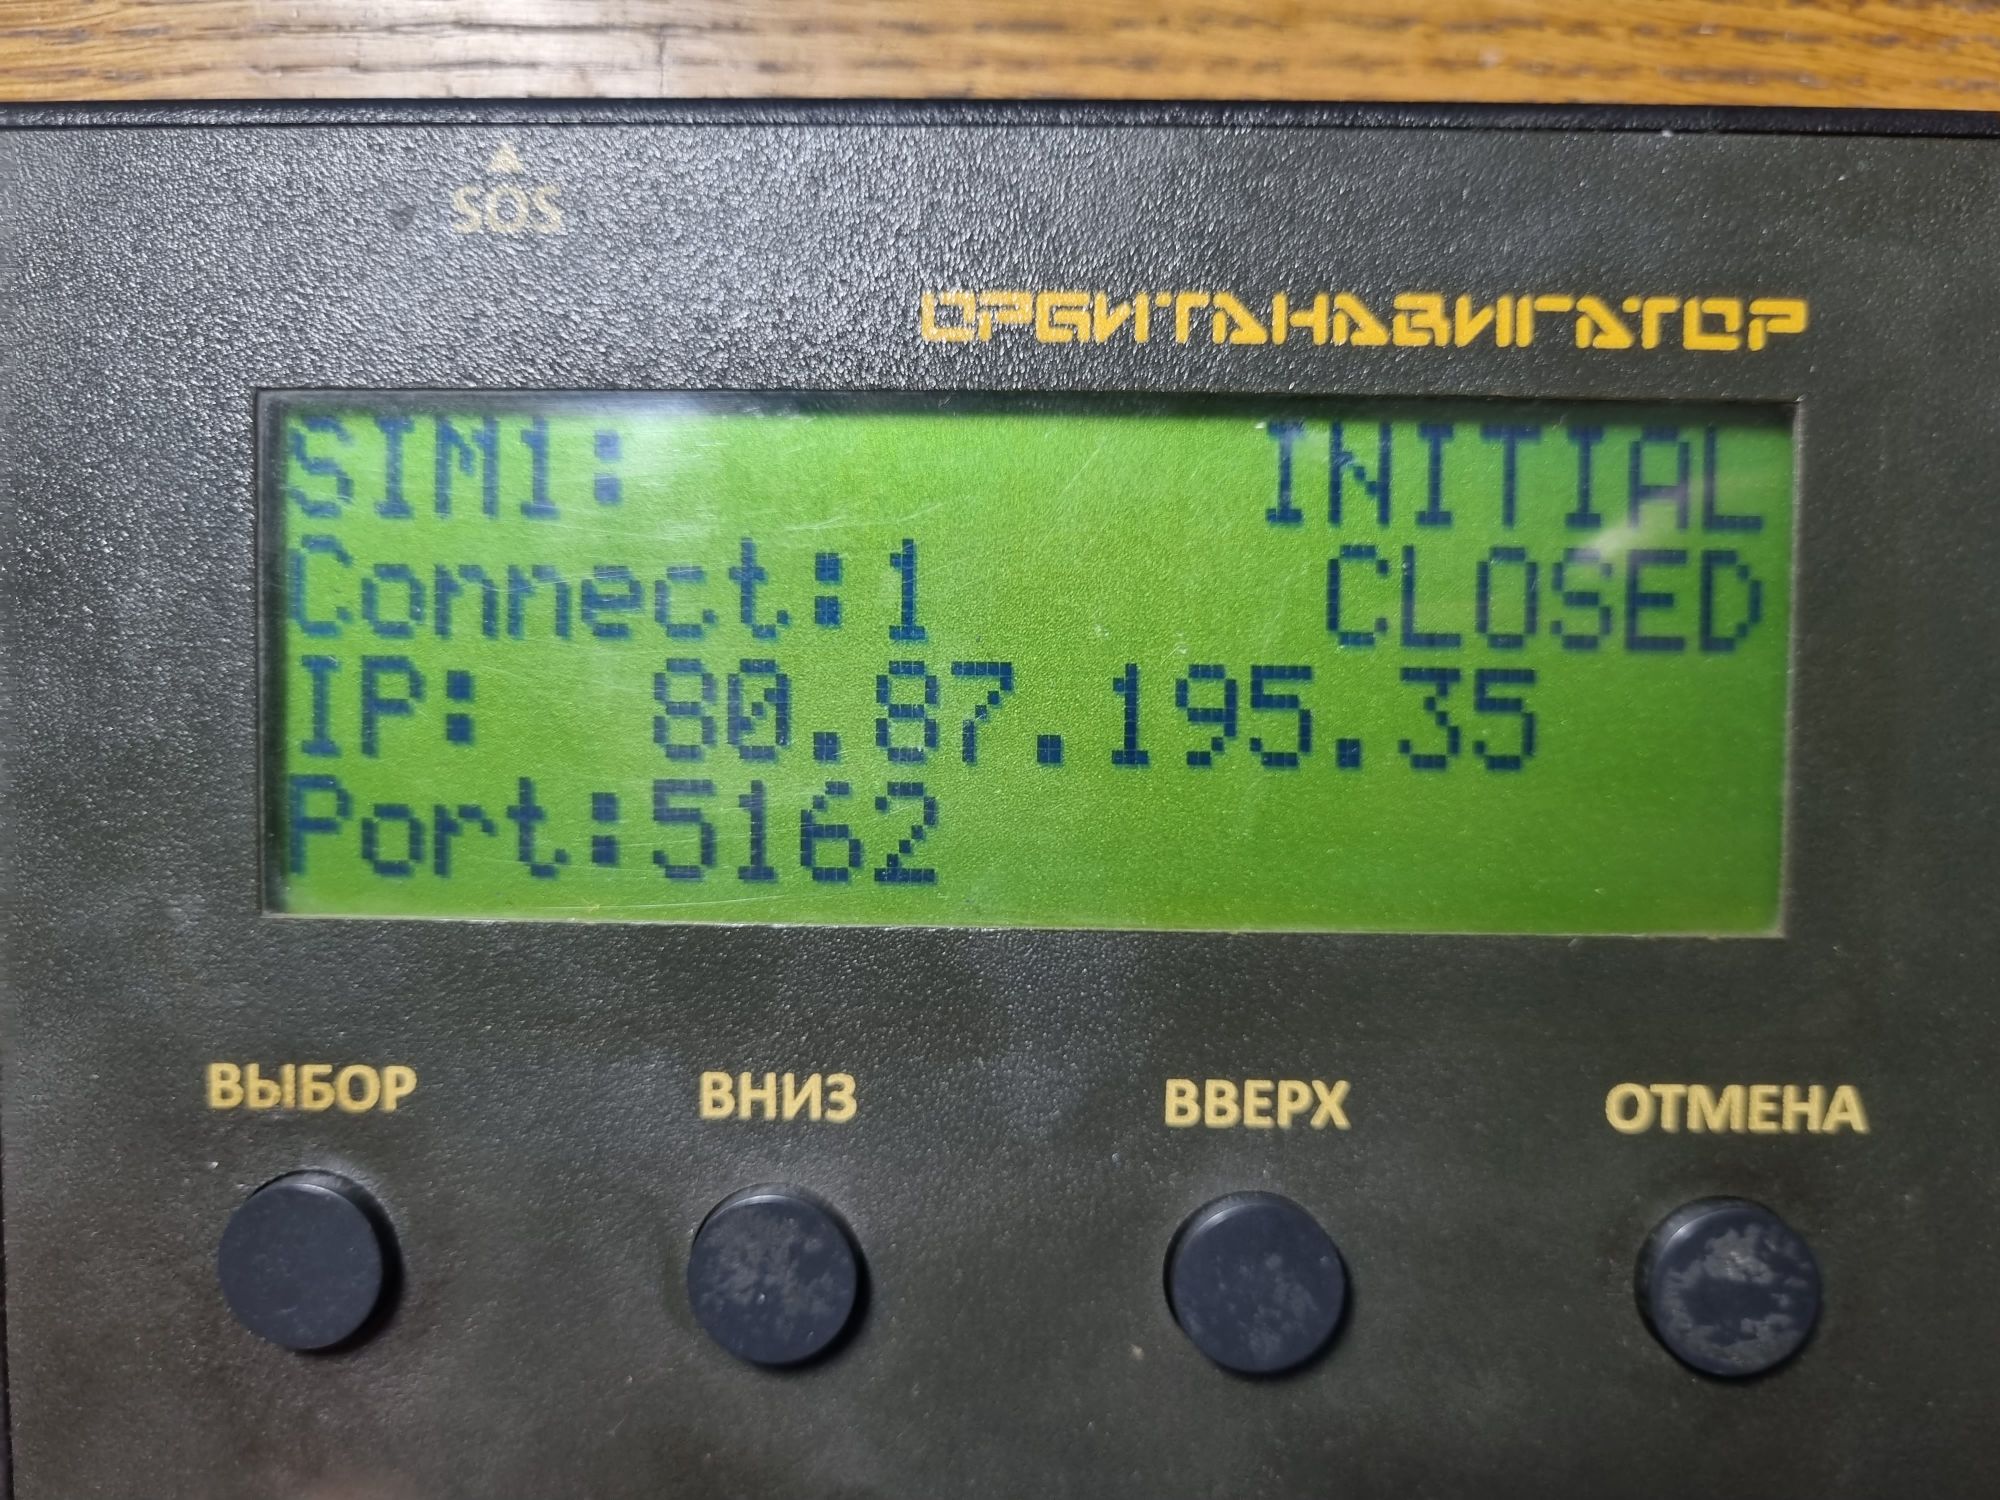 SOS
ОРБИТАНАВИГАТОР
SIM1: INITIAL
Connect:1 CLOSED
IP: 80.87.195.35
Port:5162
ВЫБОР ВНИЗ ВВЕРХ ОТМЕНА